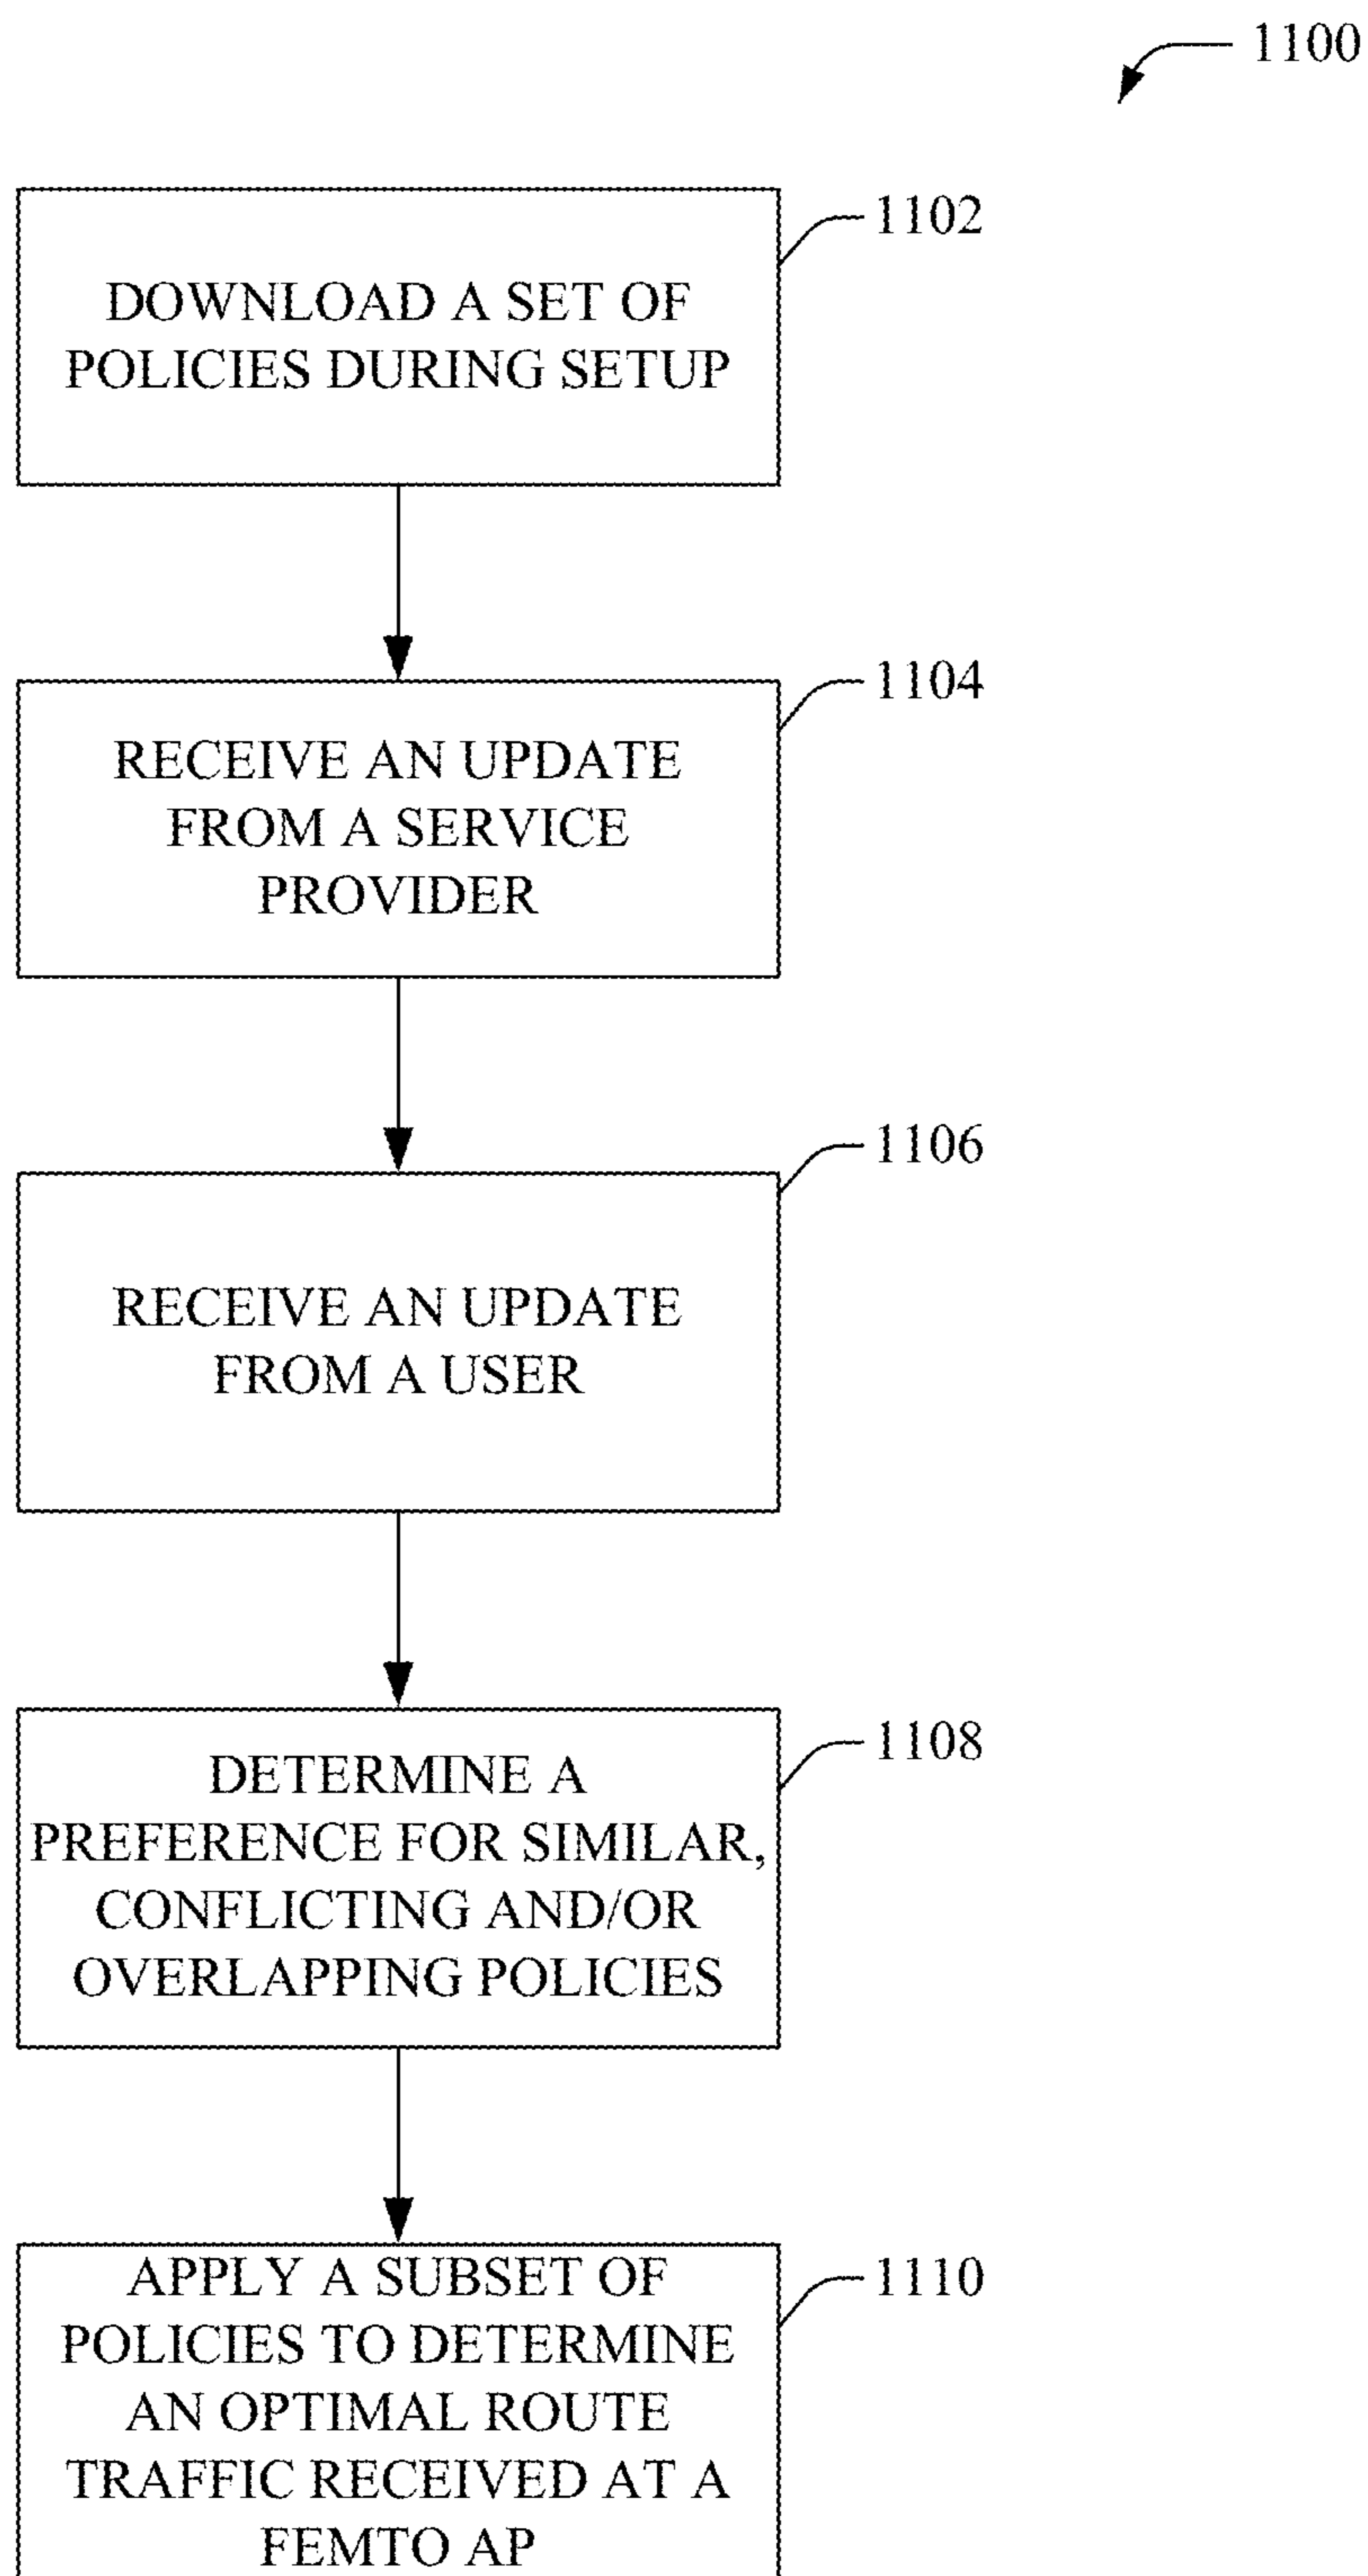 1100
1102
DOWNLOAD A SET OF
POLICIES DURING SETUP
1104
RECEIVE AN UPDATE
FROM A SERVICE
PROVIDER
1106
RECEIVE AN UPDATE
FROM A USER
1108
DETERMINE A
PREFERENCE FOR SIMILAR,
CONFLICTING AND/OR
OVERLAPPING POLICIES
1110
APPLY A SUBSET OF
POLICIES TO DETERMINE
AN OPTIMAL ROUTE
TRAFFIC RECEIVED AT A
FEMTO AP